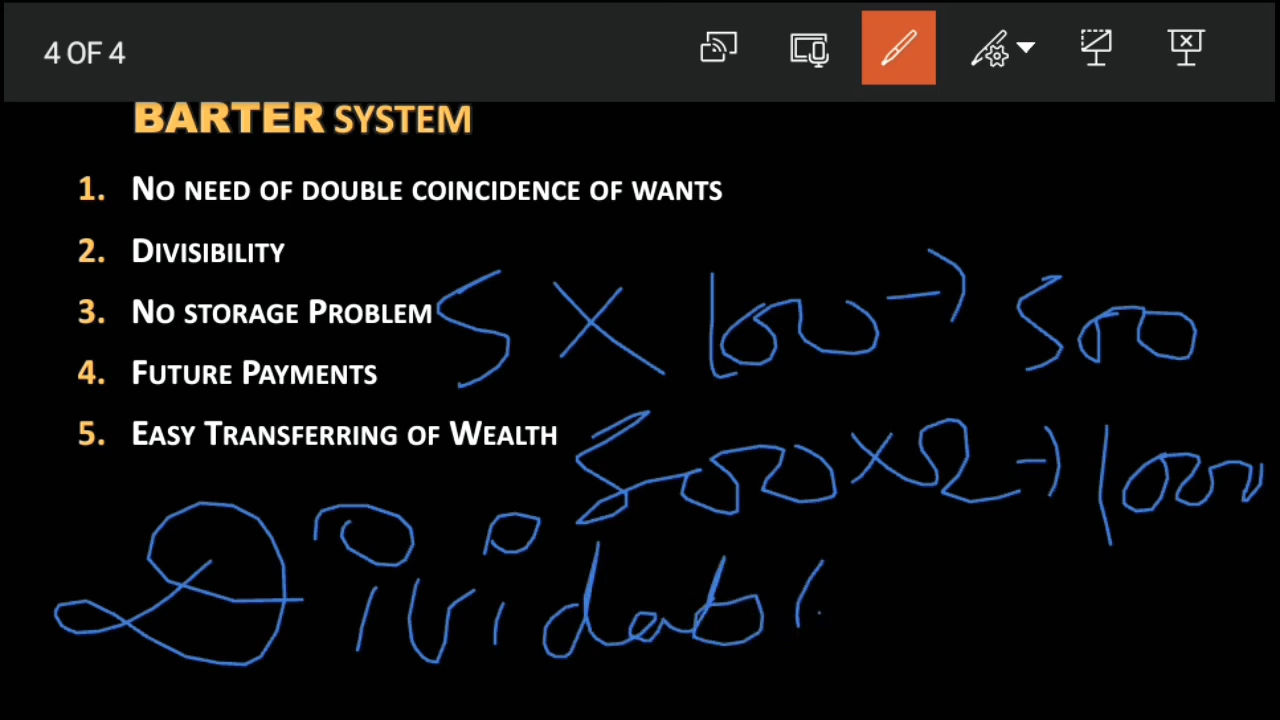 4 OF 4
BARTER SYSTEM
1. NO NEED OF DOUBLE COINCIDENCE OF WANTS
2. DIVISIBILITY
3. NO STORAGE PROBLEM
5 X 100 → 500
4. FUTURE PAYMENTS
5. EASY TRANSFERRING OF WEALTH
500 x 2 → 1000
Dividabl